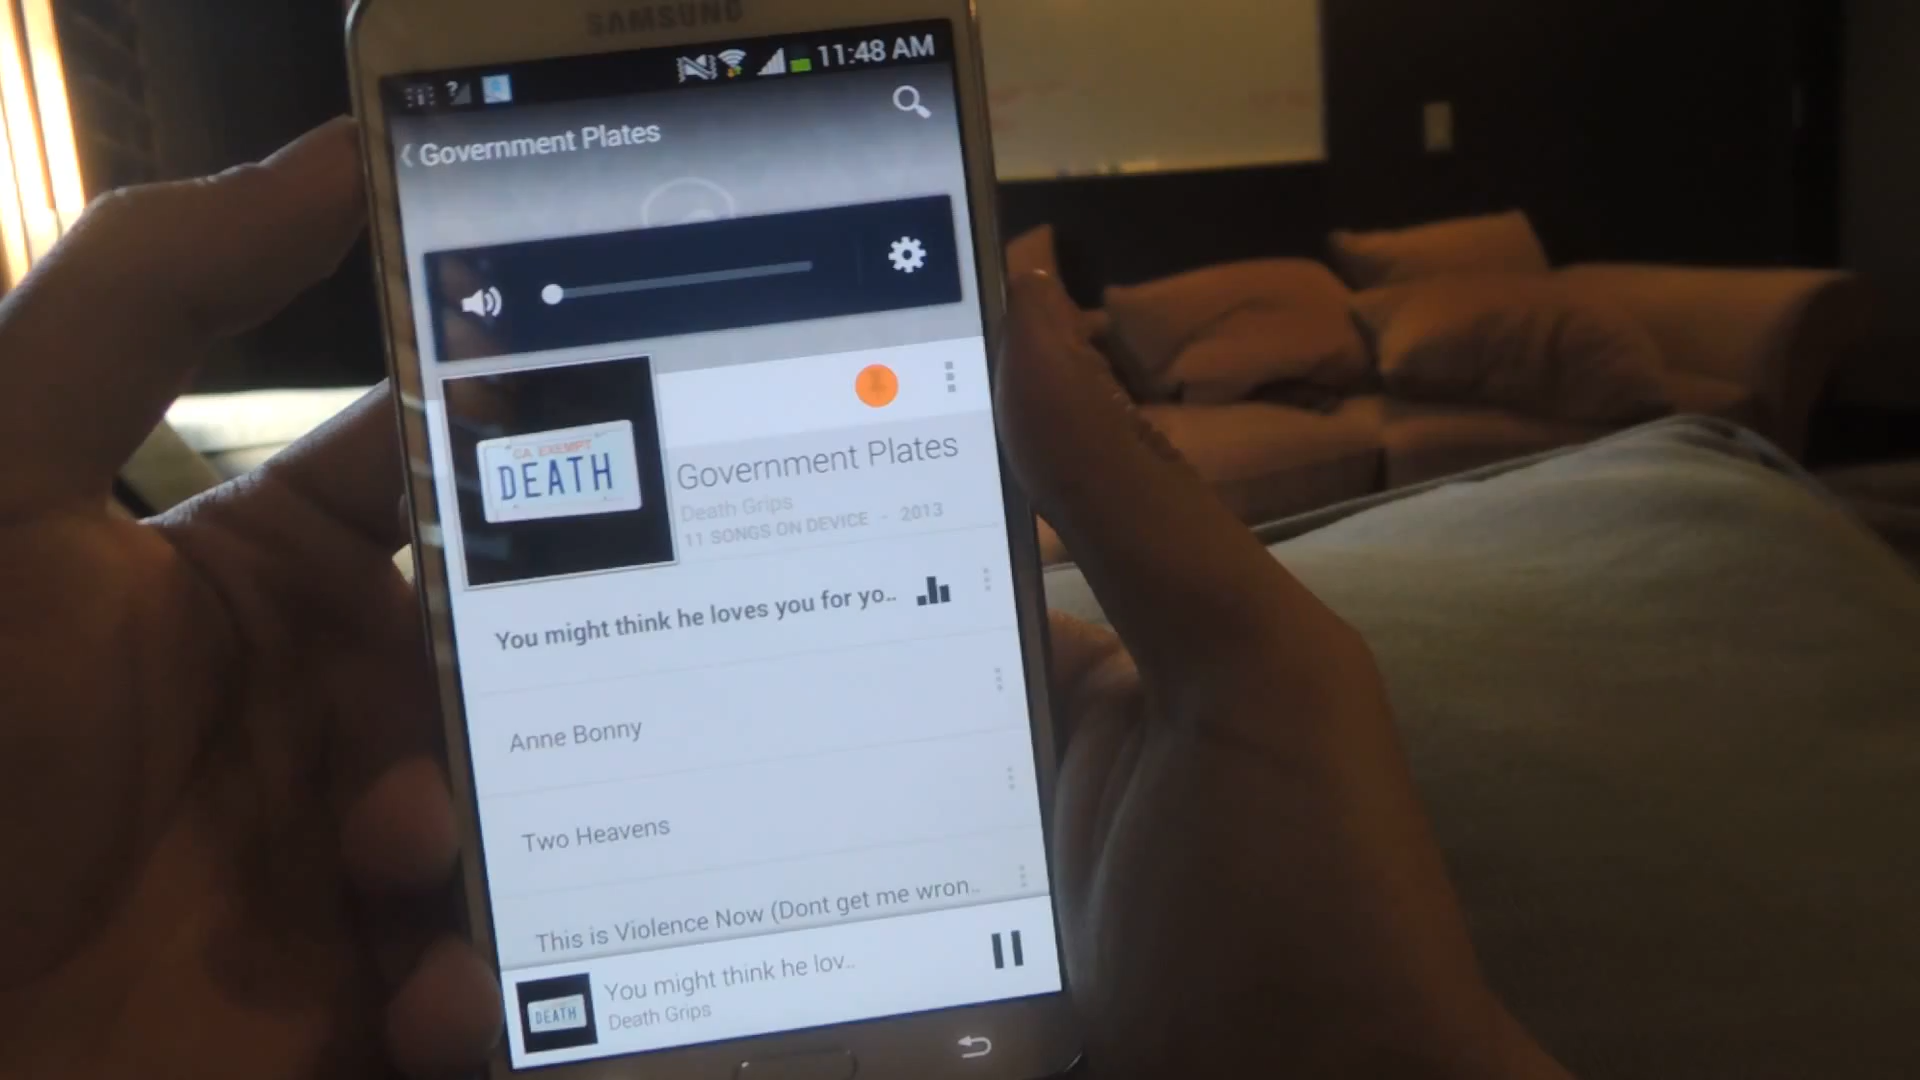 SAMSUNG
11:48 AM
Government Plates
CA EXEMPT
DEATH
Government Plates
Death Grips
11 SONGS ON DEVICE - 2013
You might think he loves you for yo..
Anne Bonny
Two Heavens
This is Violence Now (Dont get me wron..
You might think he lov..
Death Grips
DEATH